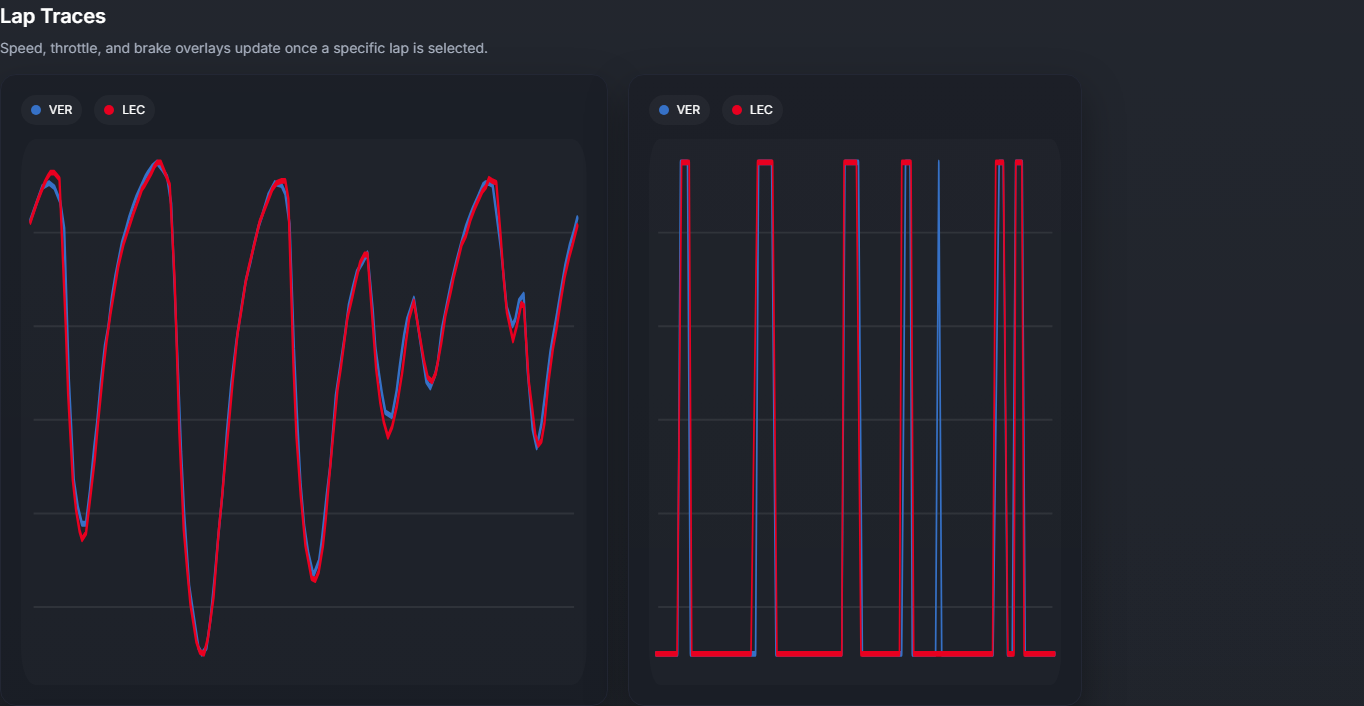 Lap Traces
Speed, throttle, and brake overlays update once a specific lap is selected.
VER LEC
VER LEC